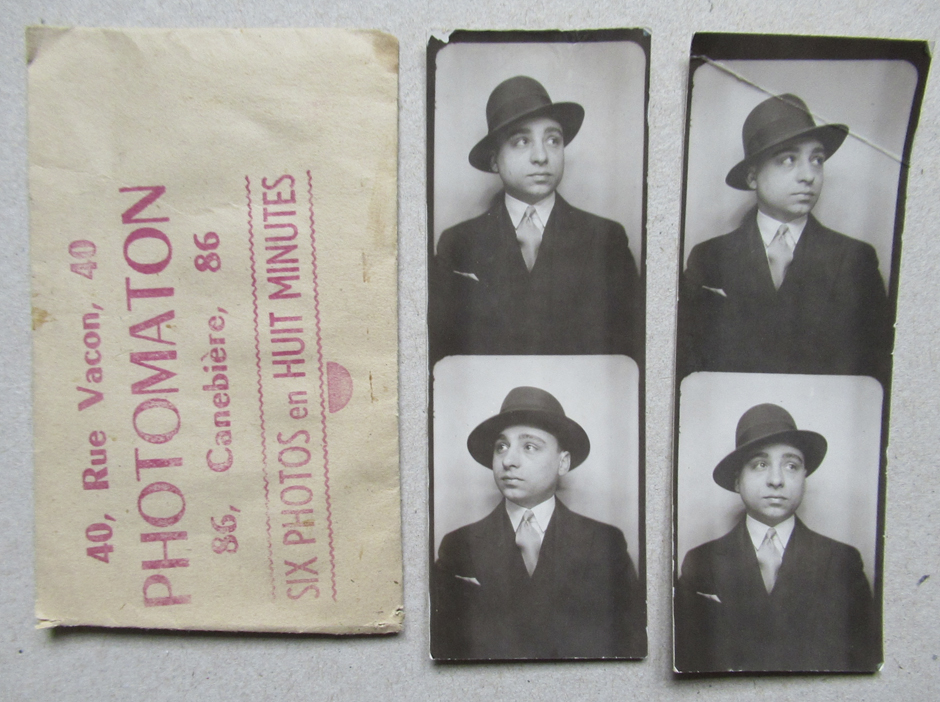 40, Rue Vacon, 40
PHOTOMATON
86, Canebière, 86
SIX PHOTOS en HUIT MINUTES